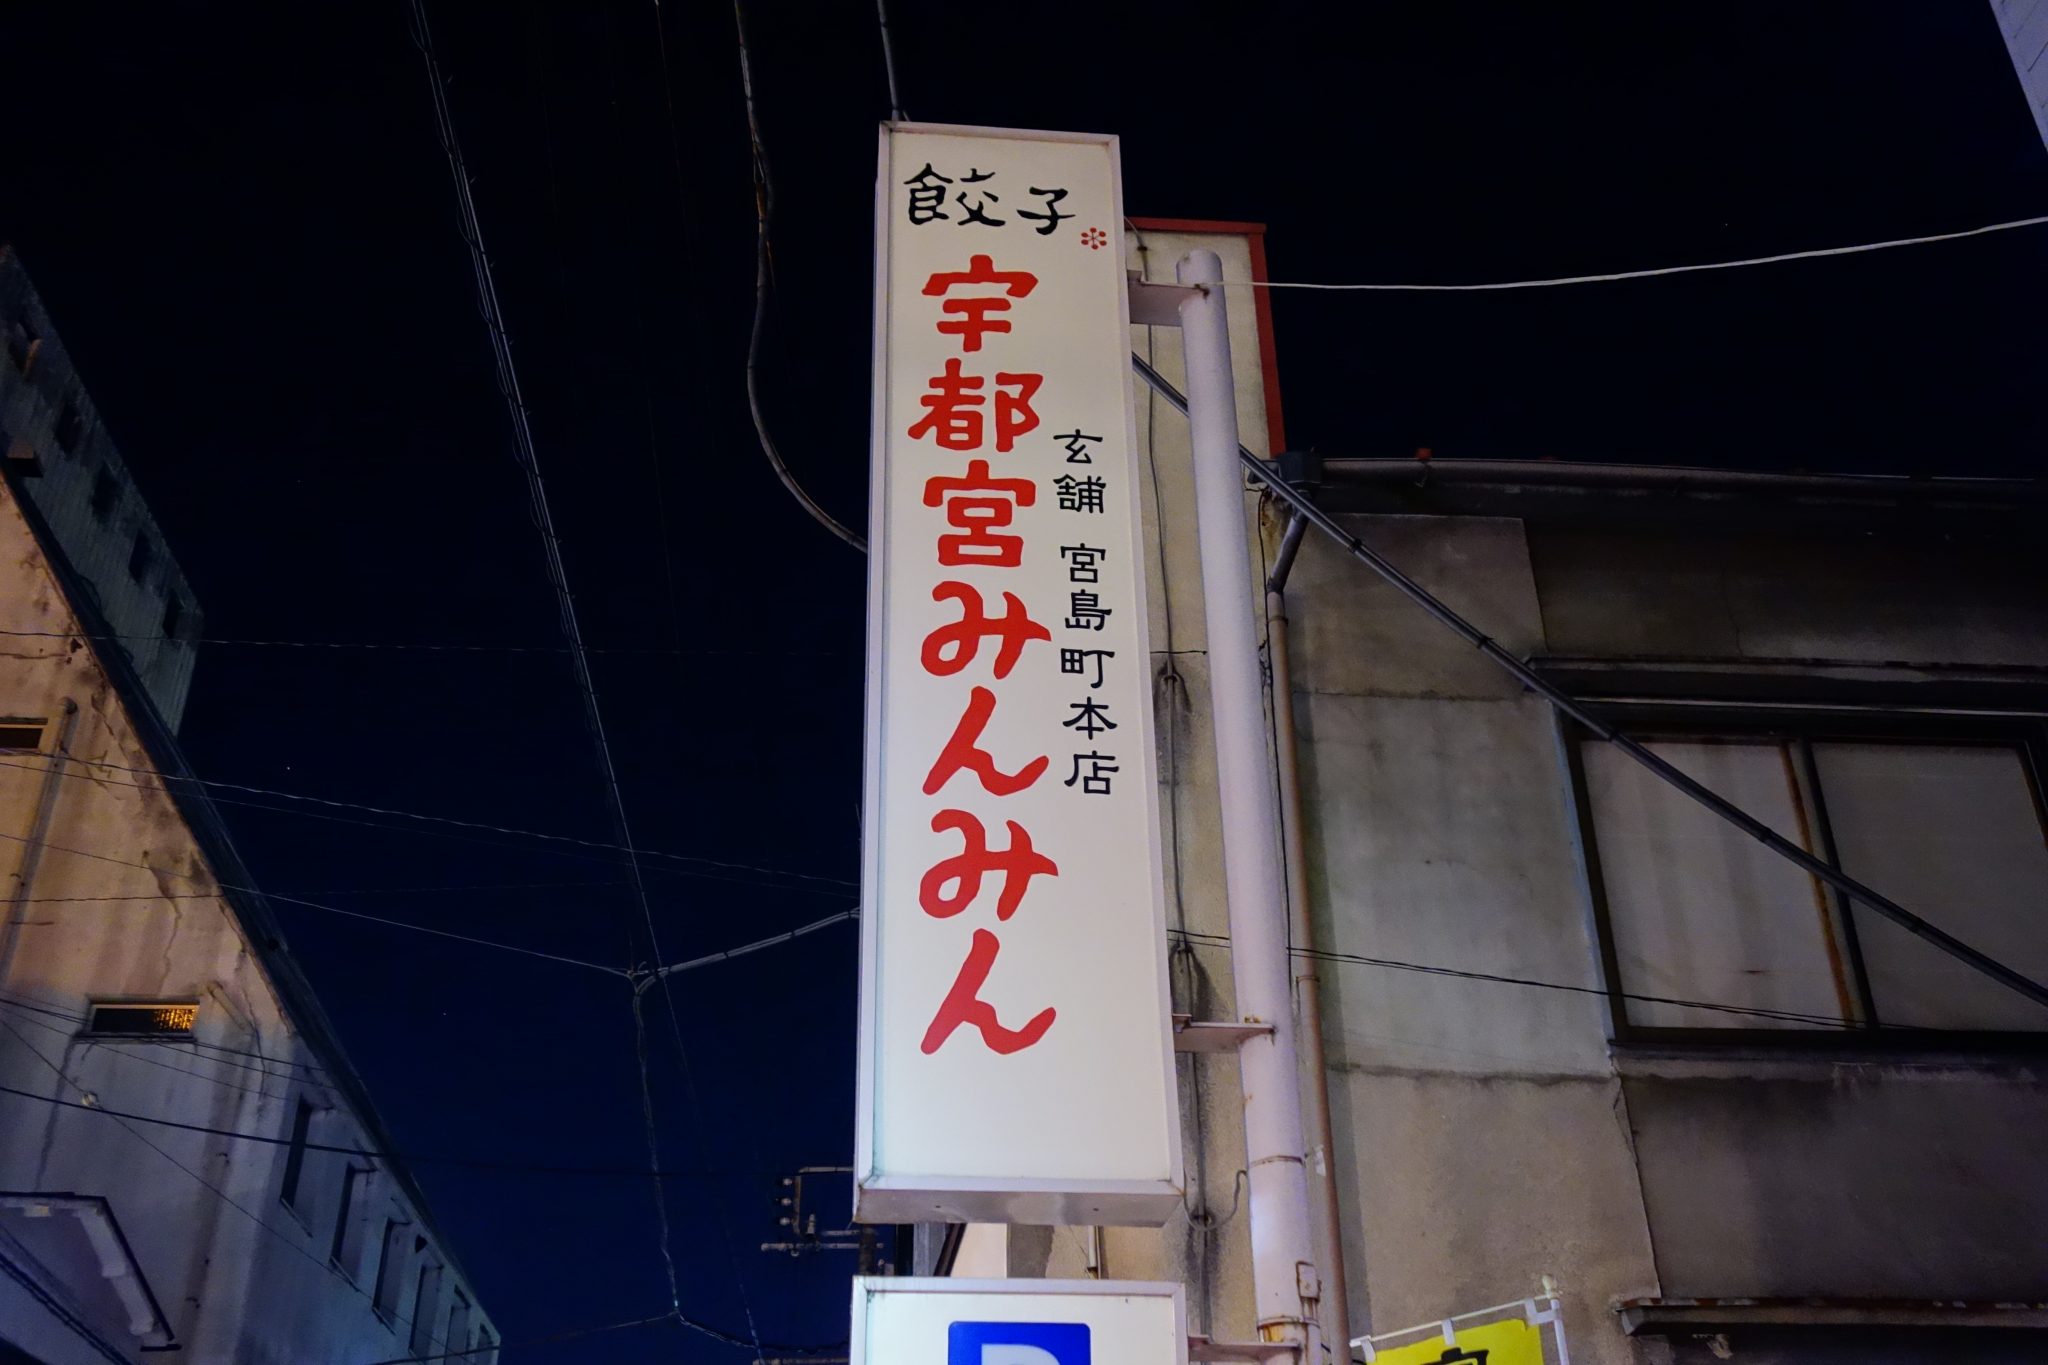 餃子
宇都宮みんみん
玄舗 宮島町本店
P